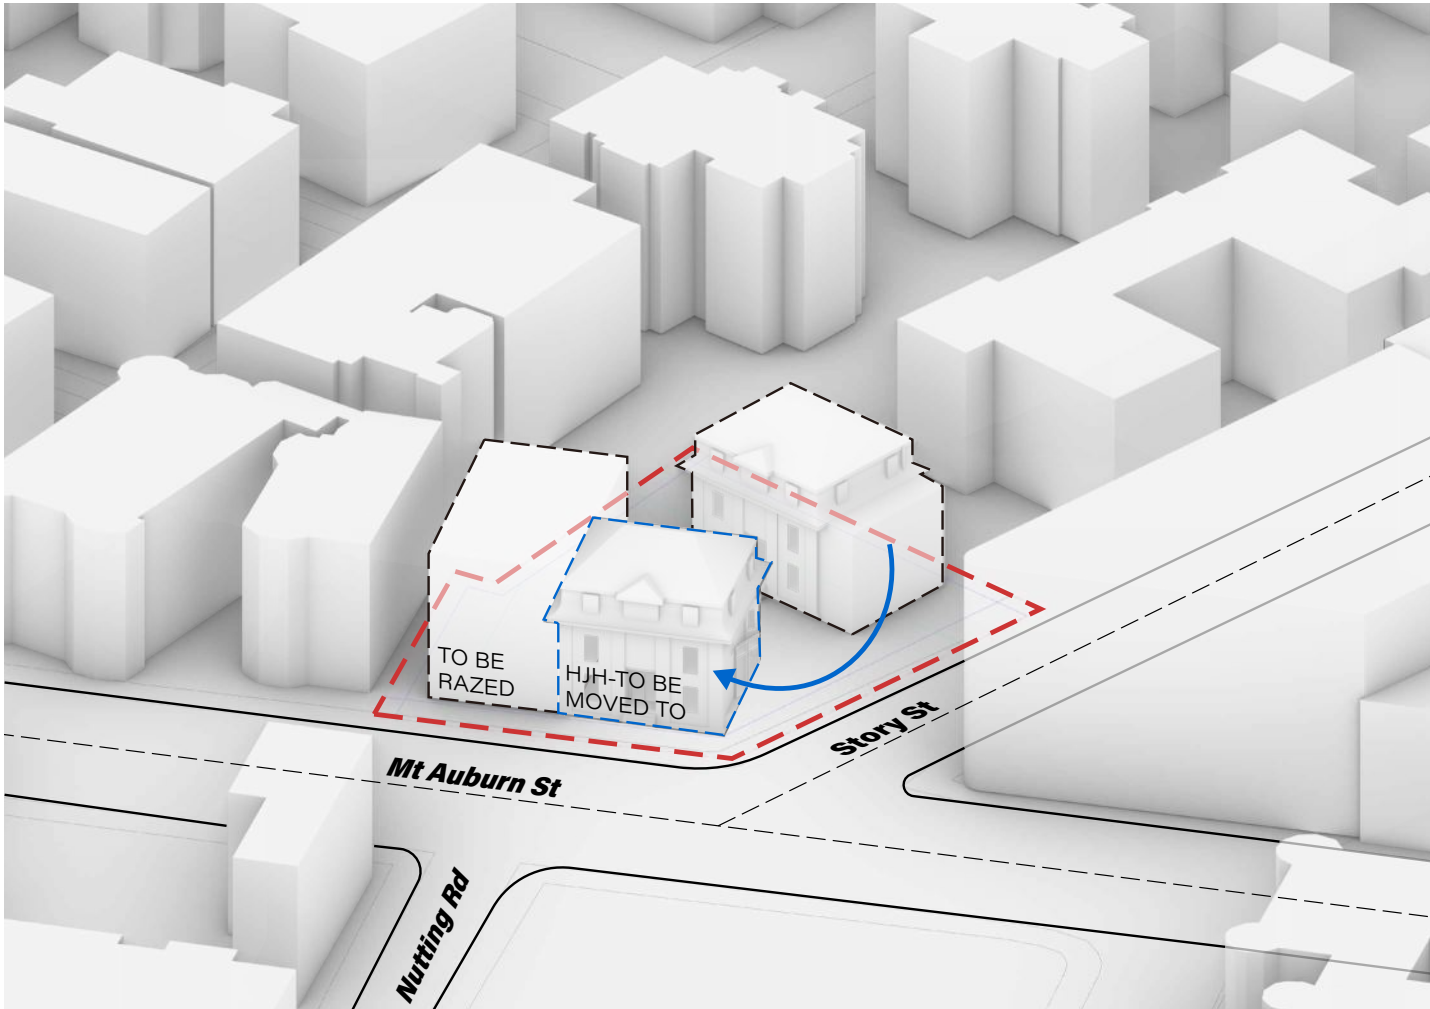 TO BE
RAZED
HJH-TO BE
MOVED TO
Story St
Mt Auburn St
Nutting Rd